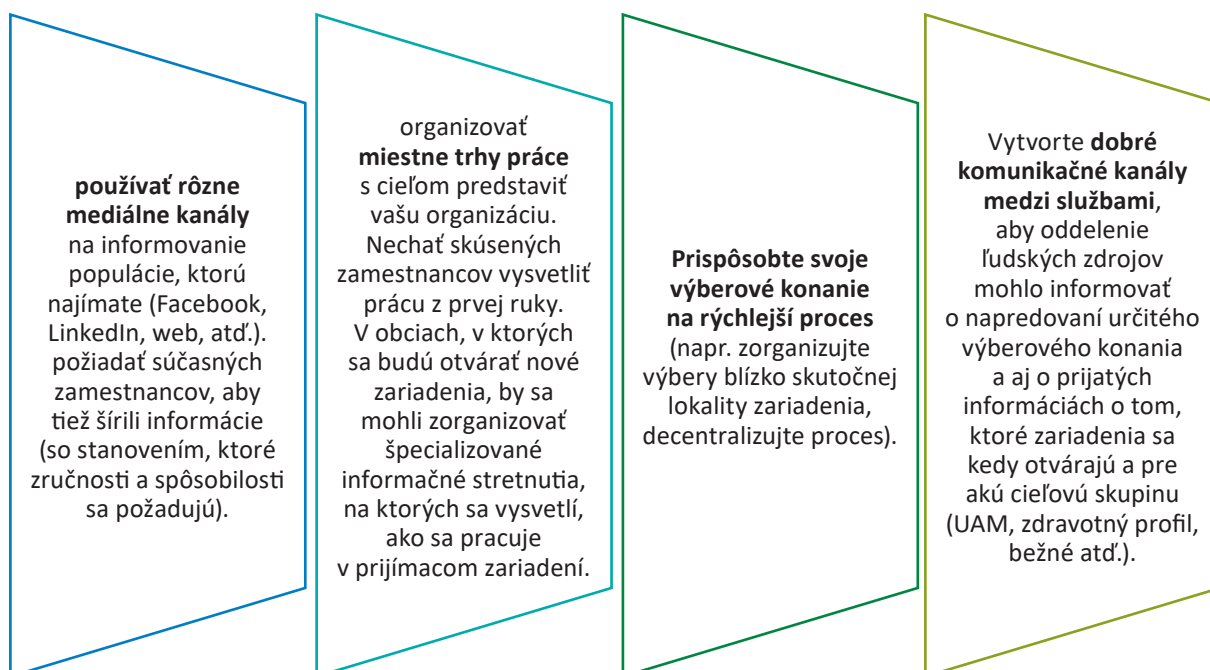 používať rôzne
mediálne kanály
na informovanie
populácie, ktorú
najímate (Facebook,
LinkedIn, web, atď.).
požiadať súčasných
zamestnancov, aby
tiež šírili informácie
(so stanovením, ktoré
zručnosti a spôsobilosti
sa požadujú).
organizovať
miestne trhy práce
s cieľom predstaviť
vašu organizáciu.
Nechať skúsených
zamestnancov vysvetliť
prácu z prvej ruky.
V obciach, v ktorých
sa budú otvárať nové
zariadenia, by sa
mohli zorganizovať
špecializované
informačné stretnutia,
na ktorých sa vysvetlí,
ako sa pracuje
v prijímacom zariadení.
Prispôsobte svoje
výberové konanie
na rýchlejší proces
(napr. zorganizujte
výbery blízko skutočnej
lokality zariadenia,
decentralizujte proces).
Vytvorte dobré
komunikačné kanály
medzi službami,
aby oddelenie
ľudských zdrojov
mohlo informovať
o napredovaní určitého
výberového konania
a aj o prijatých
informáciách o tom,
ktoré zariadenia sa
kedy otvárajú a pre
akú cieľovú skupinu
(UAM, zdravotný profil,
bežné atď.).